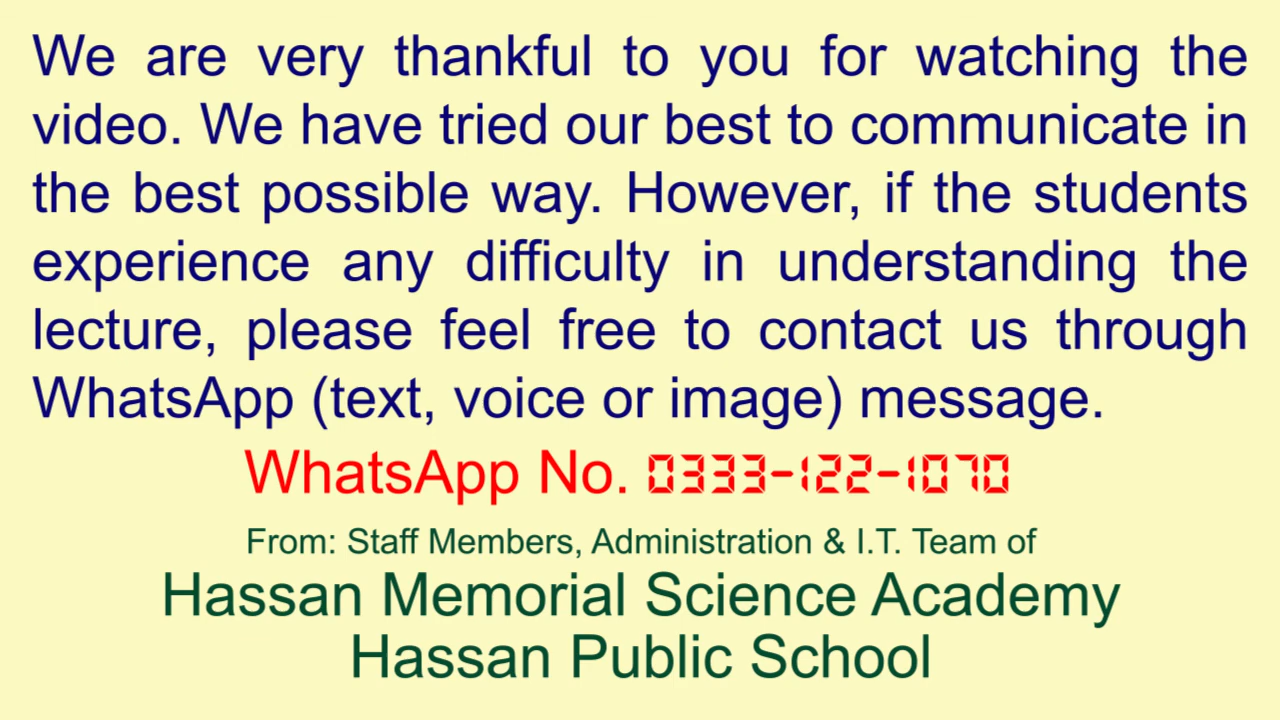 We are very thankful to you for watching the
video. We have tried our best to communicate in
the best possible way. However, if the students
experience any difficulty in understanding the
lecture, please feel free to contact us through
WhatsApp (text, voice or image) message.
WhatsApp No. 0333-122-1070
From: Staff Members, Administration & I.T. Team of
Hassan Memorial Science Academy
Hassan Public School